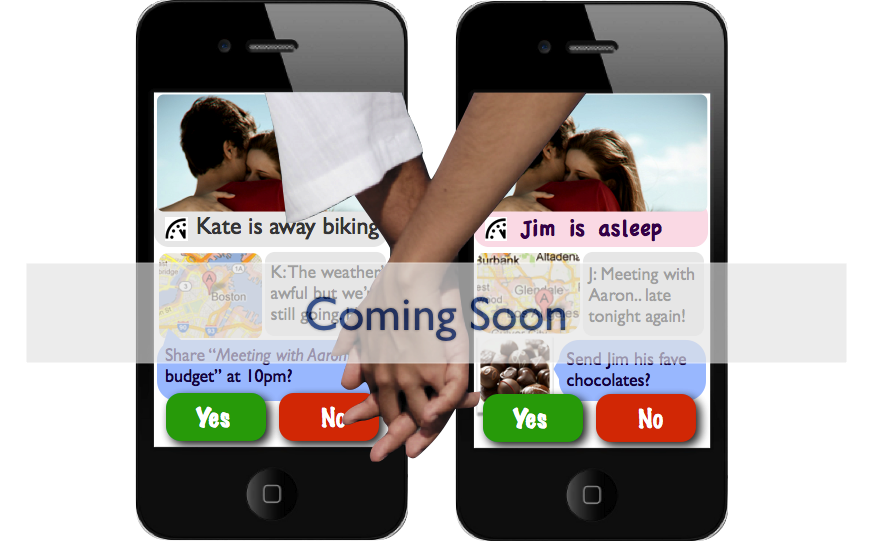 Kate is away biking
K: The weather'
awful but we'
still going
Boston
Share “Meeting with Aaron
budget” at 10pm?
Yes
No
Coming Soon
Jim is asleep
Burbank
Altadena
Glendale
J: Meeting with
Aaron.. late
tonight again!
Send Jim his fave
chocolates?
Yes
No